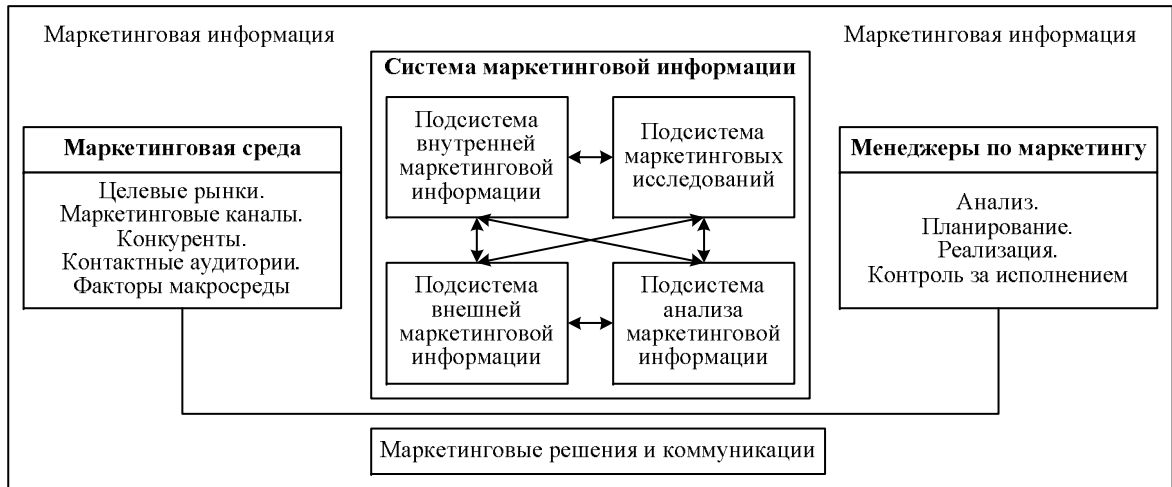 Маркетинговая информация
Маркетинговая информация
Система маркетинговой информации
Маркетинговая среда
Целевые рынки.
Маркетинговые каналы.
Конкуренты.
Контактные аудитории.
Факторы макросреды
Подсистема
внутренней
маркетинговой
информации
Подсистема
маркетинговых
исследований
Подсистема
внешней
маркетинговой
информации
Подсистема
анализа
маркетинговой
информации
Менеджеры по маркетингу
Анализ.
Планирование.
Реализация.
Контроль за исполнением
Маркетинговые решения и коммуникации